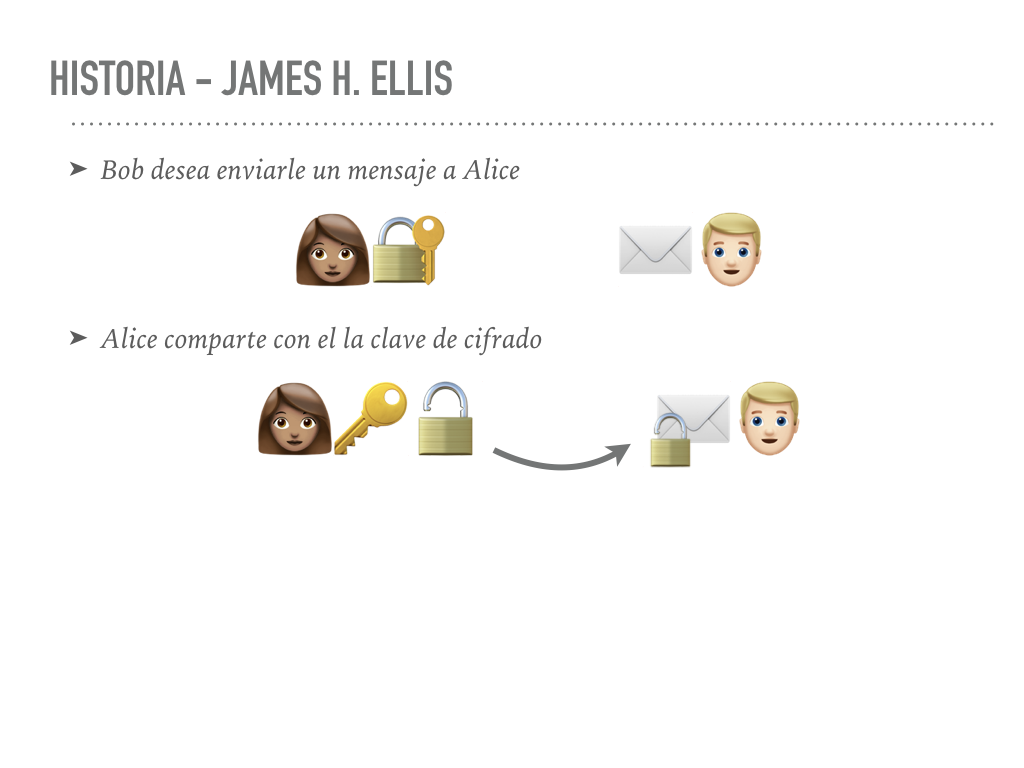 HISTORIA – JAMES H. ELLIS
➤ Bob desea enviarle un mensaje a Alice
➤ Alice comparte con el la clave de cifrado